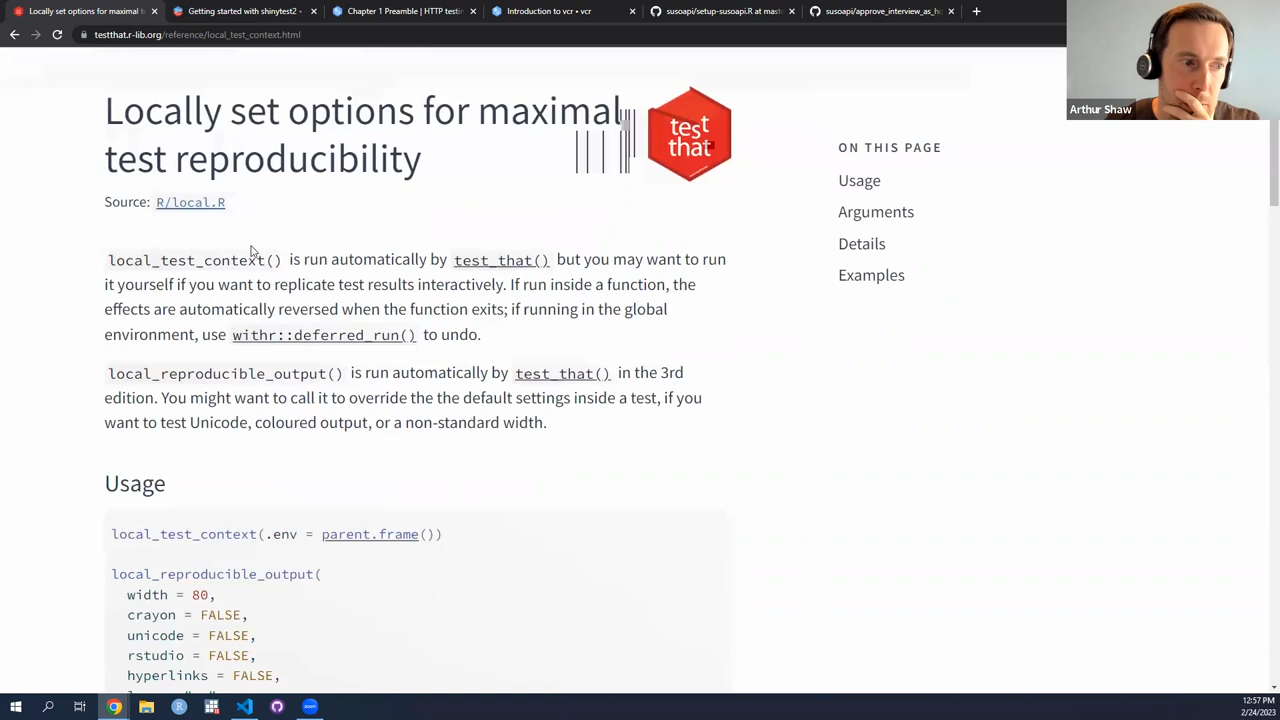 Locally set options for maximal t
Getting started with shinytest2 •
Chapter 1 Preamble | HTTP testin
Introduction to vcr • vcr
susoapi/setup-susoapi.R at mast
susoapi/approve_interview_as_ho
testthat.r-lib.org/reference/local_test_context.html
Arthur Shaw
Locally set options for maximal
test reproducibility
test
that
Source: R/local.R
local_test_context() is run automatically by test_that() but you may want to run
it yourself if you want to replicate test results interactively. If run inside a function, the
effects are automatically reversed when the function exits; if running in the global
environment, use withr::deferred_run() to undo.
local_reproducible_output() is run automatically by test_that() in the 3rd
edition. You might want to call it to override the the default settings inside a test, if you
want to test Unicode, coloured output, or a non-standard width.
Usage
local_test_context(.env = parent.frame())
local_reproducible_output(
width = 80,
crayon = FALSE,
unicode = FALSE,
rstudio = FALSE,
hyperlinks = FALSE,
ON THIS PAGE
Usage
Arguments
Details
Examples
12:57 PM
2/24/2023